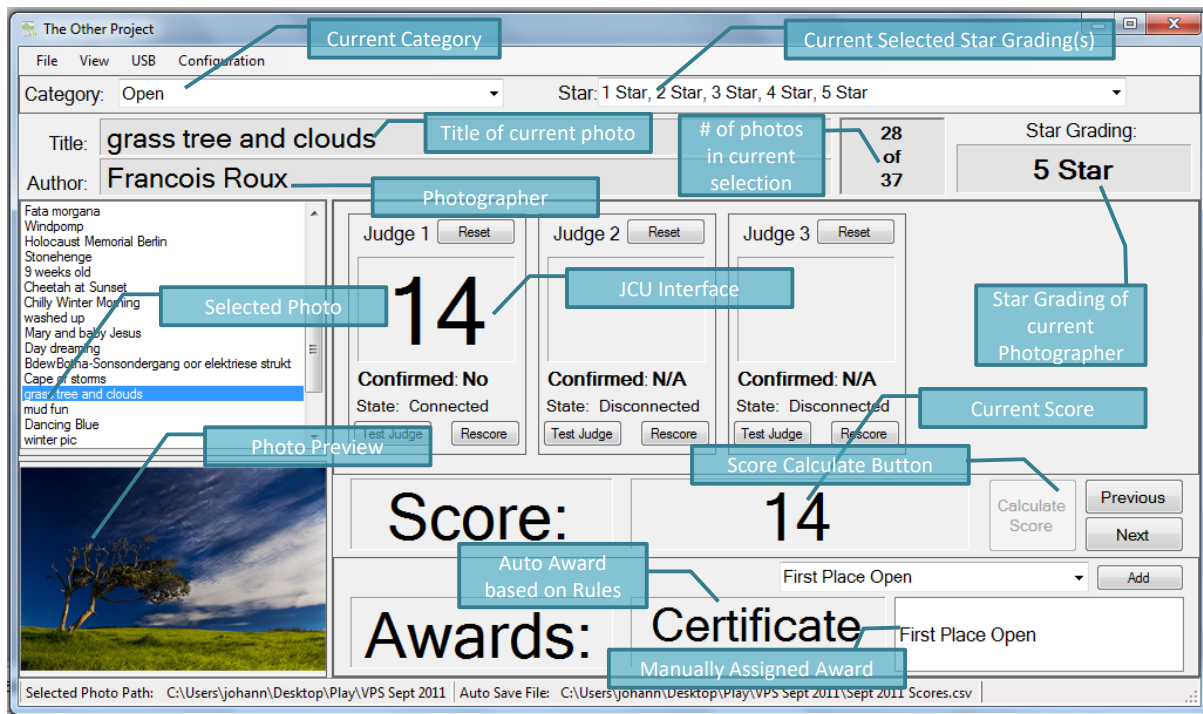 The Other Project
Current Category
Current Selected Star Grading(s)
File View USB Configuration
Category: Open
Star: 1 Star, 2 Star, 3 Star, 4 Star, 5 Star
Title: grass tree and clouds
Title of current photo
# of photos
in current
selection
28
of
37
Star Grading:
5 Star
Author: Francois Roux
Photographer
Fata morgana
Windpomp
Holocaust Memorial Berlin
Stonehenge
9 weeks old
Cheetah at Sunset
Chilly Winter Morning
washed up
Mary and baby Jesus
Day dreaming
BdewBotha-Sonsondergang oor elektriese strukt
Cape of storms
grass tree and clouds
mud fun
Dancing Blue
winter pic
Selected Photo
Photo Preview
Judge 1 Reset
14
Confirmed: No
State: Connected
Test Judge Rescore
Judge 2 Reset
Confirmed: N/A
State: Disconnected
Test Judge Rescore
Judge 3 Reset
Confirmed: N/A
State: Disconnected
Test Judge Rescore
JCU Interface
Star Grading of
current
Photographer
Current Score
Score Calculate Button
Score: 14
Calculate
Score
Previous
Next
Auto Award
based on Rules
First Place Open
Add
Awards: Certificate
First Place Open
Manually Assigned Award
Selected Photo Path: C:\Users\johann\Desktop\Play\VPS Sept 2011
Auto Save File: C:\Users\johann\Desktop\Play\VPS Sept 2011\Sept 2011 Scores.csv